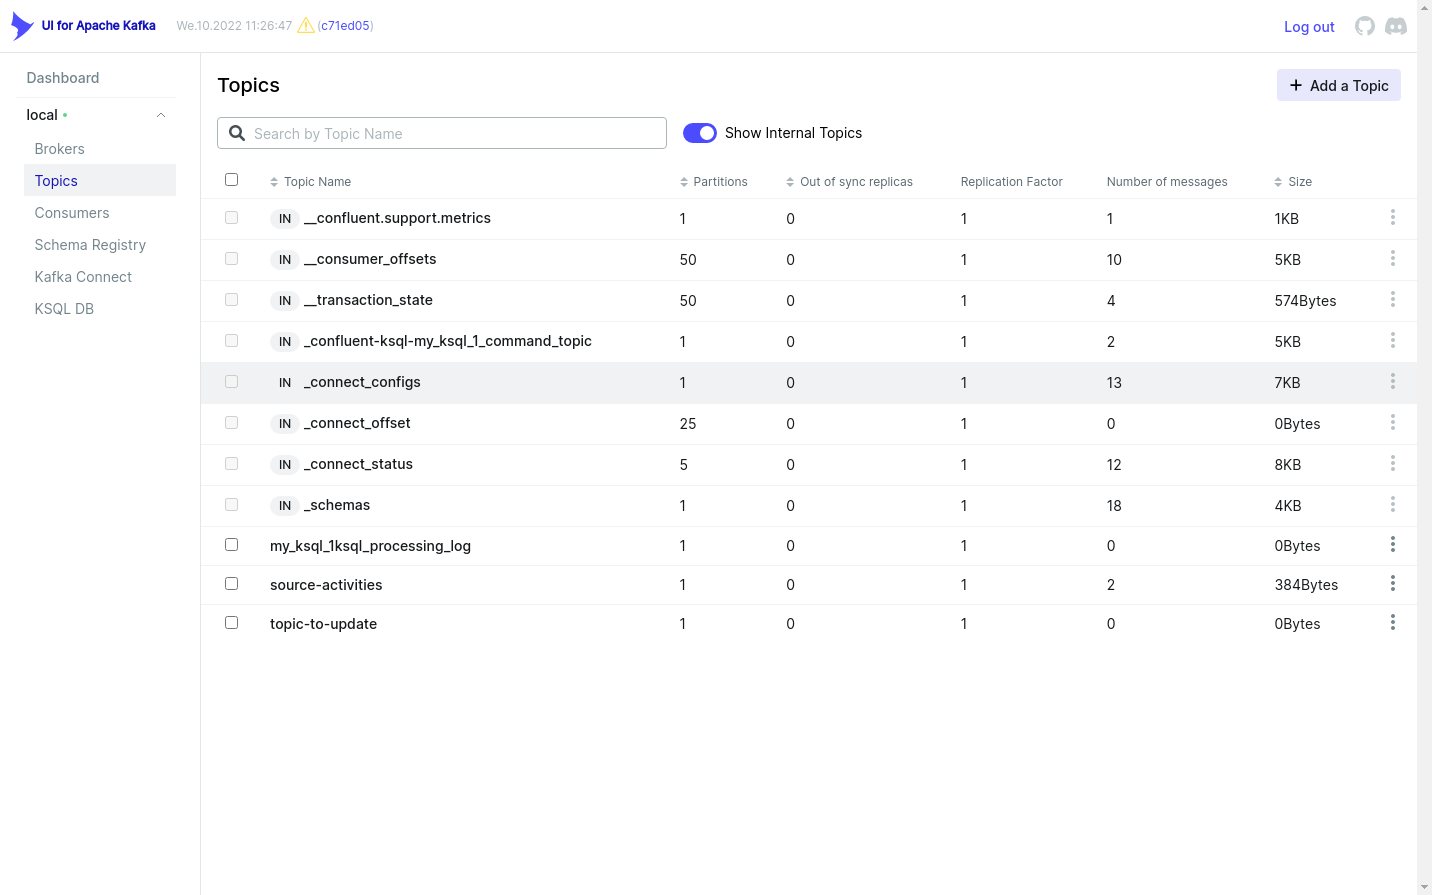 UI for Apache Kafka We.10.2022 11:26:47 (c71ed05) Log out
Dashboard
local
Brokers
Topics
Consumers
Schema Registry
Kafka Connect
KSQL DB
Topics
Add a Topic
Search by Topic Name Show Internal Topics
Topic Name Partitions Out of sync replicas Replication Factor Number of messages Size
IN __confluent.support.metrics 1 0 1 1 1KB
IN __consumer_offsets 50 0 1 10 5KB
IN __transaction_state 50 0 1 4 574Bytes
IN _confluent-ksql-my_ksql_1_command_topic 1 0 1 2 5KB
IN _connect_configs 1 0 1 13 7KB
IN _connect_offset 25 0 1 0 0Bytes
IN _connect_status 5 0 1 12 8KB
IN _schemas 1 0 1 18 4KB
my_ksql_1ksql_processing_log 1 0 1 0 0Bytes
source-activities 1 0 1 2 384Bytes
topic-to-update 1 0 1 0 0Bytes